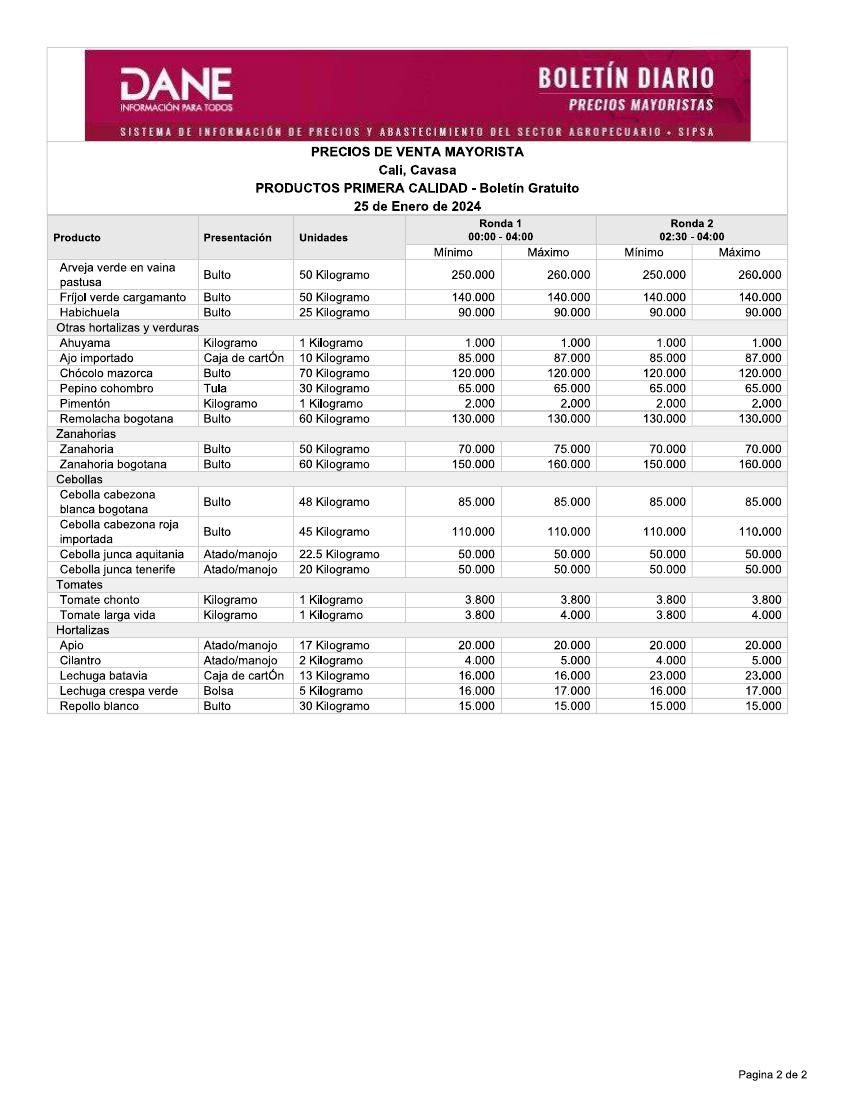 DANE
INFORMACIÓN PARA TODOS
BOLETÍN DIARIO
PRECIOS MAYORISTAS
SISTEMA DE INFORMACIÓN DE PRECIOS Y ABASTECIMIENTO DEL SECTOR AGROPECUARIO • SIPSA
PRECIOS DE VENTA MAYORISTA
Cali, Cavasa
PRODUCTOS PRIMERA CALIDAD - Boletín Gratuito
25 de Enero de 2024
Producto Presentación Unidades Ronda 1 00:00 - 04:00 Ronda 2 02:30 - 04:00
Mínimo Máximo Mínimo Máximo
Arveja verde en vaina
pastusa Bulto 50 Kilogramo 250.000 260.000 250.000 260.000
Fríjol verde cargamanto Bulto 50 Kilogramo 140.000 140.000 140.000 140.000
Habichuela Bulto 25 Kilogramo 90.000 90.000 90.000 90.000
Otras hortalizas y verduras
Ahuyama Kilogramo 1 Kilogramo 1.000 1.000 1.000 1.000
Ajo importado Caja de cartÓn 10 Kilogramo 85.000 87.000 85.000 87.000
Chócolo mazorca Bulto 70 Kilogramo 120.000 120.000 120.000 120.000
Pepino cohombro Tula 30 Kilogramo 65.000 65.000 65.000 65.000
Pimentón Kilogramo 1 Kilogramo 2.000 2.000 2.000 2.000
Remolacha bogotana Bulto 60 Kilogramo 130.000 130.000 130.000 130.000
Zanahorias
Zanahoria Bulto 50 Kilogramo 70.000 75.000 70.000 70.000
Zanahoria bogotana Bulto 60 Kilogramo 150.000 160.000 150.000 160.000
Cebollas
Cebolla cabezona
blanca bogotana Bulto 48 Kilogramo 85.000 85.000 85.000 85.000
Cebolla cabezona roja
importada Bulto 45 Kilogramo 110.000 110.000 110.000 110.000
Cebolla junca aquitania Atado/manojo 22.5 Kilogramo 50.000 50.000 50.000 50.000
Cebolla junca tenerife Atado/manojo 20 Kilogramo 50.000 50.000 50.000 50.000
Tomates
Tomate chonto Kilogramo 1 Kilogramo 3.800 3.800 3.800 3.800
Tomate larga vida Kilogramo 1 Kilogramo 3.800 4.000 3.800 4.000
Hortalizas
Apio Atado/manojo 17 Kilogramo 20.000 20.000 20.000 20.000
Cilantro Atado/manojo 2 Kilogramo 4.000 5.000 4.000 5.000
Lechuga batavia Caja de cartÓn 13 Kilogramo 16.000 16.000 23.000 23.000
Lechuga crespa verde Bolsa 5 Kilogramo 16.000 17.000 16.000 17.000
Repollo blanco Bulto 30 Kilogramo 15.000 15.000 15.000 15.000
Pagina 2 de 2